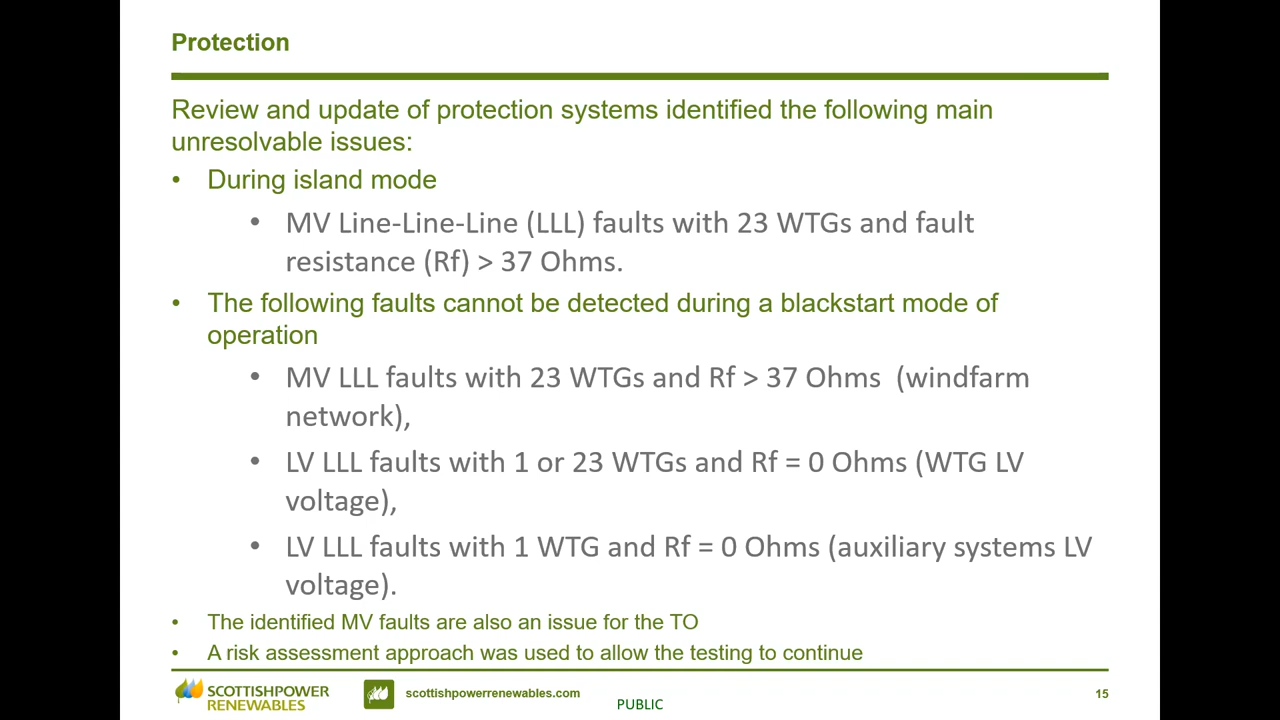 Protection
Review and update of protection systems identified the following main
unresolvable issues:
• During island mode
• MV Line-Line-Line (LLL) faults with 23 WTGs and fault
resistance (Rf) > 37 Ohms.
• The following faults cannot be detected during a blackstart mode of
operation
• MV LLL faults with 23 WTGs and Rf > 37 Ohms  (windfarm
network),
• LV LLL faults with 1 or 23 WTGs and Rf = 0 Ohms (WTG LV
voltage),
• LV LLL faults with 1 WTG and Rf = 0 Ohms (auxiliary systems LV
voltage).
• The identified MV faults are also an issue for the TO
• A risk assessment approach was used to allow the testing to continue
SCOTTISHPOWER
RENEWABLES
scottishpowerrenewables.com
PUBLIC
15